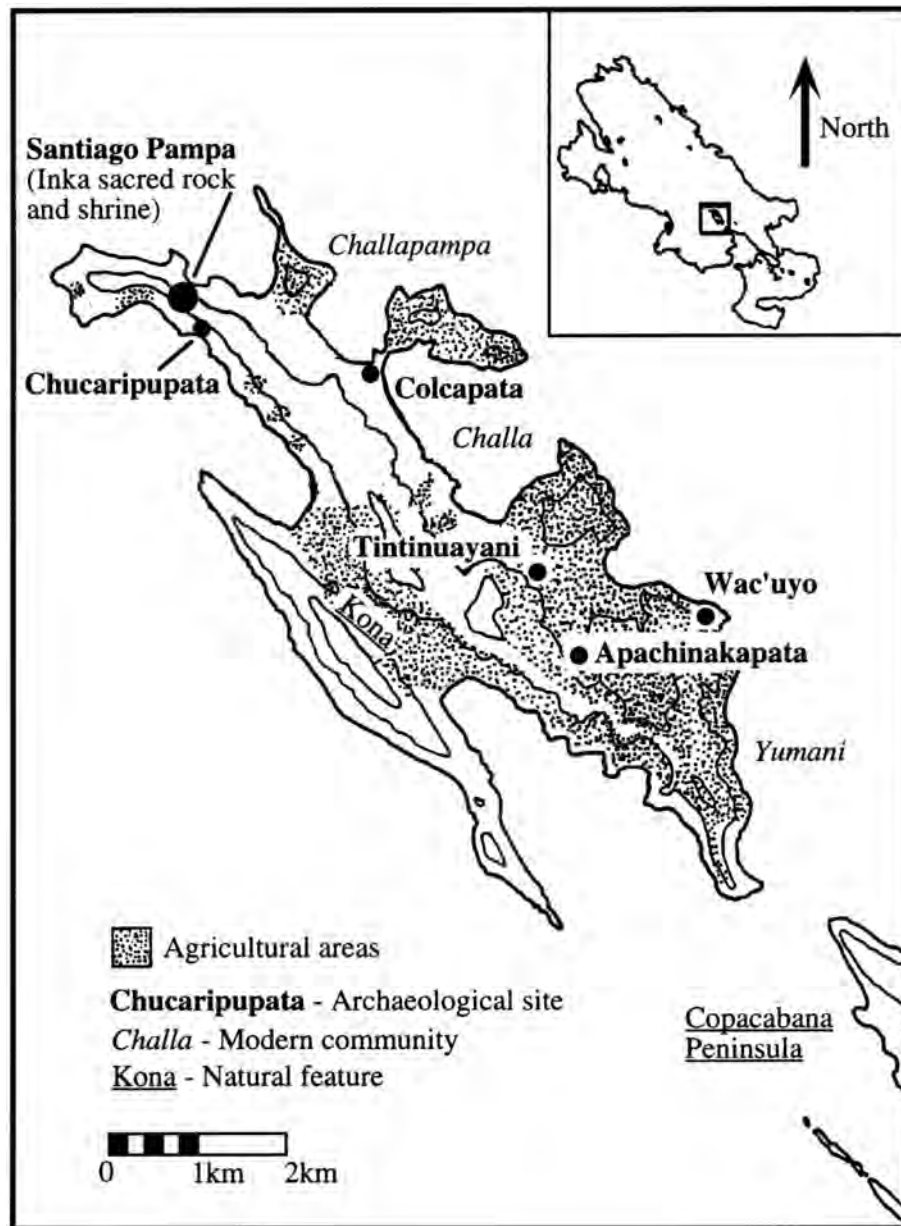 North
Santiago Pampa
(Inka sacred rock
and shrine)
Challapampa
Chucaripupata
Colcapata
Challa
Tintinuayani
Wac'uyo
Kona
Apachinakapata
Yumani
Agricultural areas
Chucaripupata - Archaeological site
Challa - Modern community
Kona - Natural feature
Copacabana
Peninsula
0 1km 2km